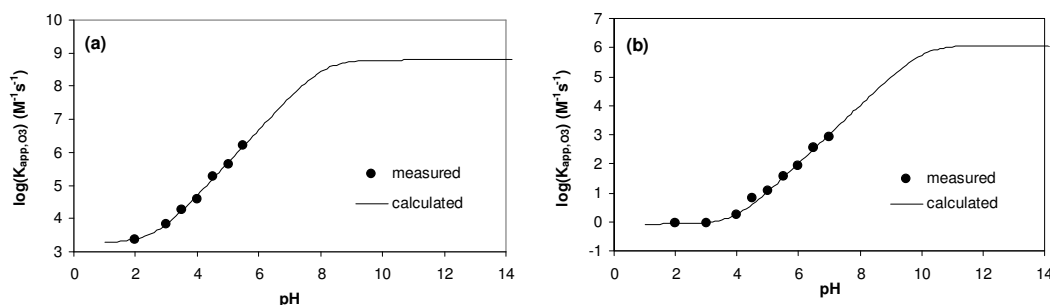 (a)
log(K_app,O3) (M⁻¹s⁻¹)
10
9
8
7
6
5
4
3
0 2 4 6 8 10 12 14
pH
measured
calculated
(b)
log(K_app,O3) (M⁻¹s⁻¹)
7
6
5
4
3
2
1
0
-1
0 2 4 6 8 10 12 14
pH
measured
calculated